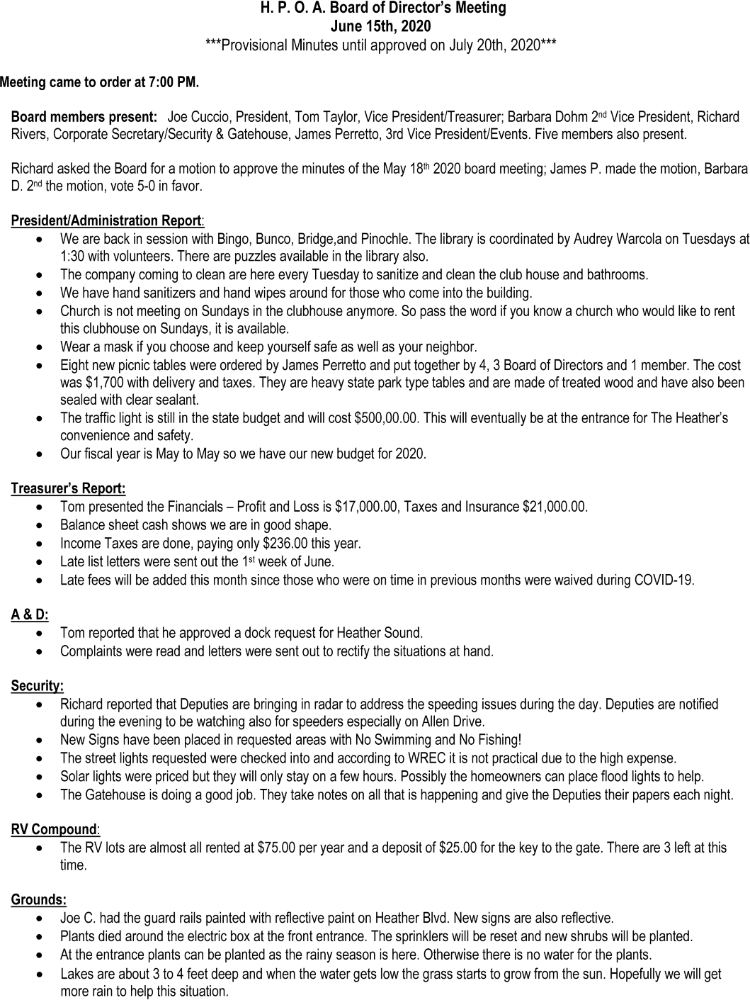 H. P. O. A. Board of Director’s Meeting
June 15th, 2020
***Provisional Minutes until approved on July 20th, 2020***
Meeting came to order at 7:00 PM.
Board members present: Joe Cuccio, President, Tom Taylor, Vice President/Treasurer; Barbara Dohm 2nd Vice President, Richard
Rivers, Corporate Secretary/Security & Gatehouse, James Perretto, 3rd Vice President/Events. Five members also present.
Richard asked the Board for a motion to approve the minutes of the May 18th 2020 board meeting; James P. made the motion, Barbara
D. 2nd the motion, vote 5-0 in favor.
President/Administration Report:
• We are back in session with Bingo, Bunco, Bridge,and Pinochle. The library is coordinated by Audrey Warcola on Tuesdays at
1:30 with volunteers. There are puzzles available in the library also.
• The company coming to clean are here every Tuesday to sanitize and clean the club house and bathrooms.
• We have hand sanitizers and hand wipes around for those who come into the building.
• Church is not meeting on Sundays in the clubhouse anymore. So pass the word if you know a church who would like to rent
this clubhouse on Sundays, it is available.
• Wear a mask if you choose and keep yourself safe as well as your neighbor.
• Eight new picnic tables were ordered by James Perretto and put together by 4, 3 Board of Directors and 1 member. The cost
was $1,700 with delivery and taxes. They are heavy state park type tables and are made of treated wood and have also been
sealed with clear sealant.
• The traffic light is still in the state budget and will cost $500,00.00. This will eventually be at the entrance for The Heather’s
convenience and safety.
• Our fiscal year is May to May so we have our new budget for 2020.
Treasurer’s Report:
• Tom presented the Financials – Profit and Loss is $17,000.00, Taxes and Insurance $21,000.00.
• Balance sheet cash shows we are in good shape.
• Income Taxes are done, paying only $236.00 this year.
• Late list letters were sent out the 1st week of June.
• Late fees will be added this month since those who were on time in previous months were waived during COVID-19.
A & D:
• Tom reported that he approved a dock request for Heather Sound.
• Complaints were read and letters were sent out to rectify the situations at hand.
Security:
• Richard reported that Deputies are bringing in radar to address the speeding issues during the day. Deputies are notified
during the evening to be watching also for speeders especially on Allen Drive.
• New Signs have been placed in requested areas with No Swimming and No Fishing!
• The street lights requested were checked into and according to WREC it is not practical due to the high expense.
• Solar lights were priced but they will only stay on a few hours. Possibly the homeowners can place flood lights to help.
• The Gatehouse is doing a good job. They take notes on all that is happening and give the Deputies their papers each night.
RV Compound:
• The RV lots are almost all rented at $75.00 per year and a deposit of $25.00 for the key to the gate. There are 3 left at this
time.
Grounds:
• Joe C. had the guard rails painted with reflective paint on Heather Blvd. New signs are also reflective.
• Plants died around the electric box at the front entrance. The sprinklers will be reset and new shrubs will be planted.
• At the entrance plants can be planted as the rainy season is here. Otherwise there is no water for the plants.
• Lakes are about 3 to 4 feet deep and when the water gets low the grass starts to grow from the sun. Hopefully we will get
more rain to help this situation.